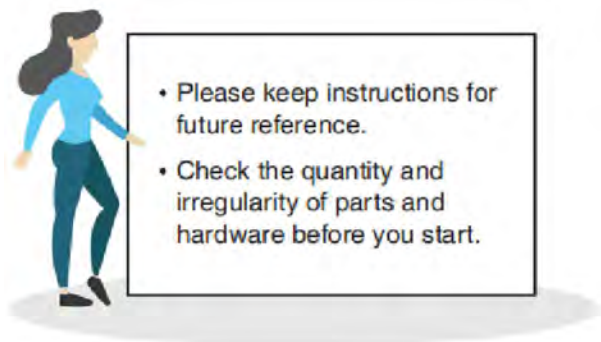 • Please keep instructions for
future reference.
• Check the quantity and
irregularity of parts and
hardware before you start.